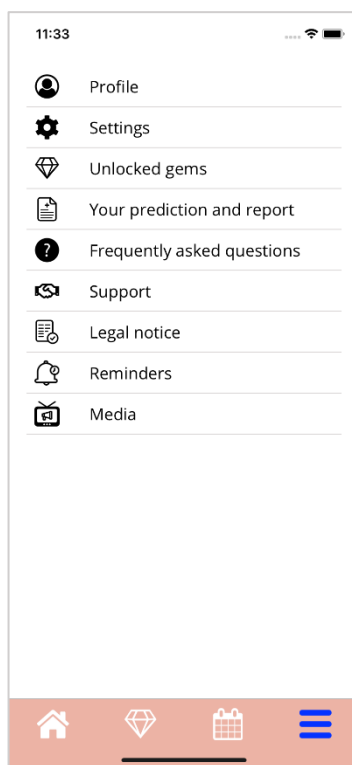 11:33
Profile
Settings
Unlocked gems
Your prediction and report
Frequently asked questions
Support
Legal notice
Reminders
Media